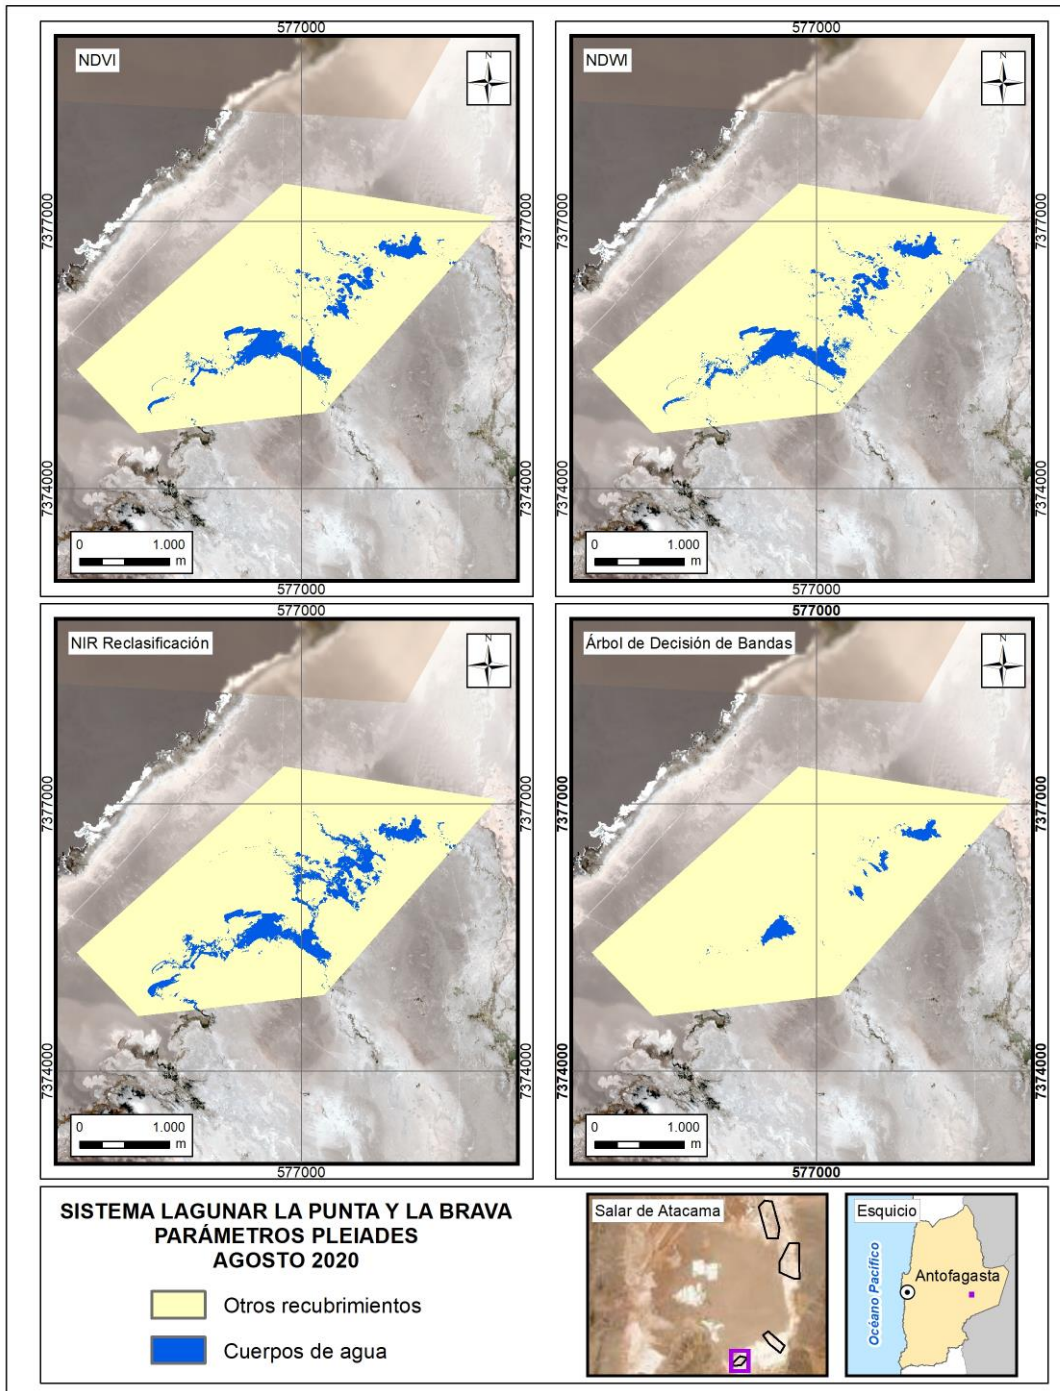 577000
577000
NDVI
N
NDWI
N
7377000
7377000
7377000
7377000
7374000
7374000
7374000
7374000
0 1.000
m
0 1.000
m
577000
577000
577000
577000
NIR Reclasificación
N
Árbol de Decisión de Bandas
N
7377000
7377000
7377000
7377000
7374000
7374000
7374000
7374000
0 1.000
m
0 1.000
m
577000
577000
SISTEMA LAGUNAR LA PUNTA Y LA BRAVA
PARÁMETROS PLEIADES
AGOSTO 2020
Otros recubrimientos
Cuerpos de agua
Salar de Atacama
Esquicio
Océano Pacífico
Antofagasta